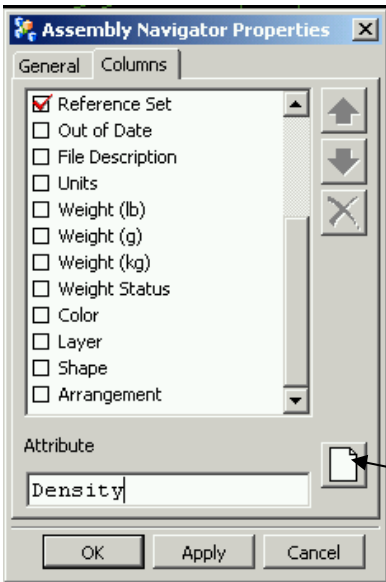 Assembly Navigator Properties
General Columns
Reference Set
Out of Date
File Description
Units
Weight (lb)
Weight (g)
Weight (kg)
Weight Status
Color
Layer
Shape
Arrangement
Attribute
Density
OK Apply Cancel